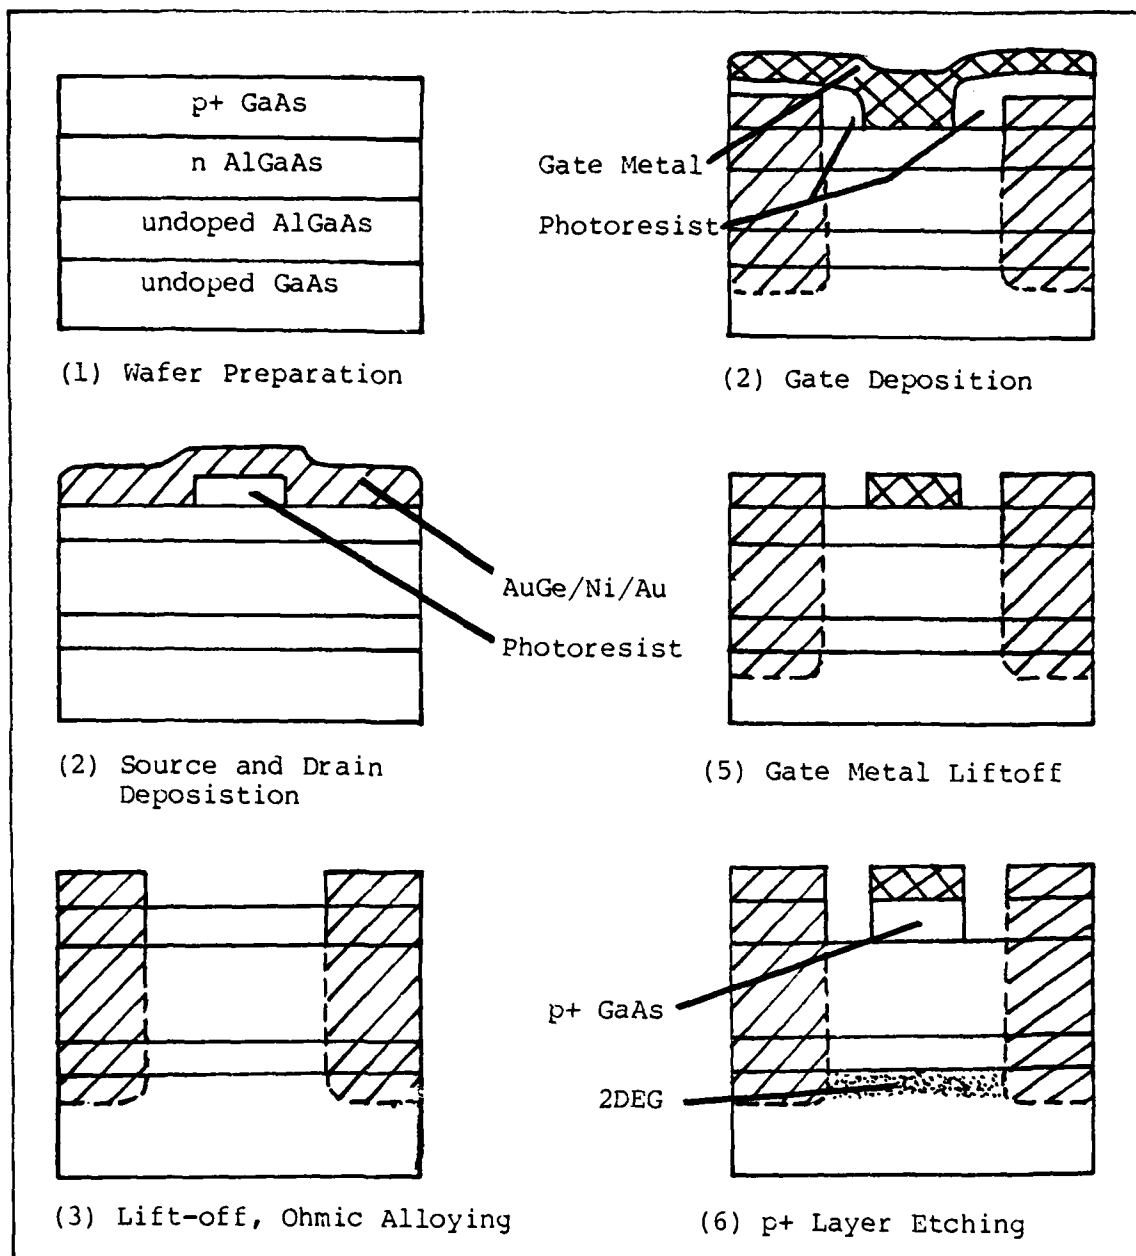 p+ GaAs
n AlGaAs
undoped AlGaAs
undoped GaAs
(1) Wafer Preparation
AuGe/Ni/Au
Photoresist
(2) Source and Drain
Deposistion
(3) Lift-off, Ohmic Alloying
Gate Metal
Photoresist
(2) Gate Deposition
(5) Gate Metal Liftoff
p+ GaAs
2DEG
(6) p+ Layer Etching